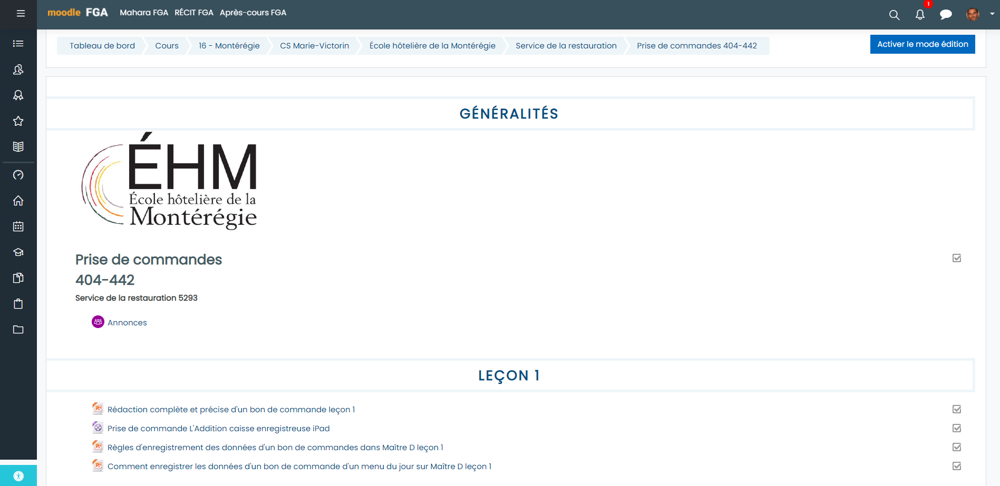 moodle FGA Mahara FGA RÉCIT FGA Après-cours FGA 1
Tableau de bord Cours 16 - Montérégie CS Marie-Victorin École hôtelière de la Montérégie Service de la restauration Prise de commandes 404-442 Activer le mode édition
GÉNÉRALITÉS
ÉHM
École hôtelière de la
Montérégie
Prise de commandes
404-442
Service de la restauration 5293
Annonces
LEÇON 1
Rédaction complète et précise d'un bon de commande leçon 1
Prise de commande L'Addition caisse enregistreuse iPad
Règles d'enregistrement des données d'un bon de commandes dans Maître D leçon 1
Comment enregistrer les données d'un bon de commande d'un menu du jour sur Maître D leçon 1